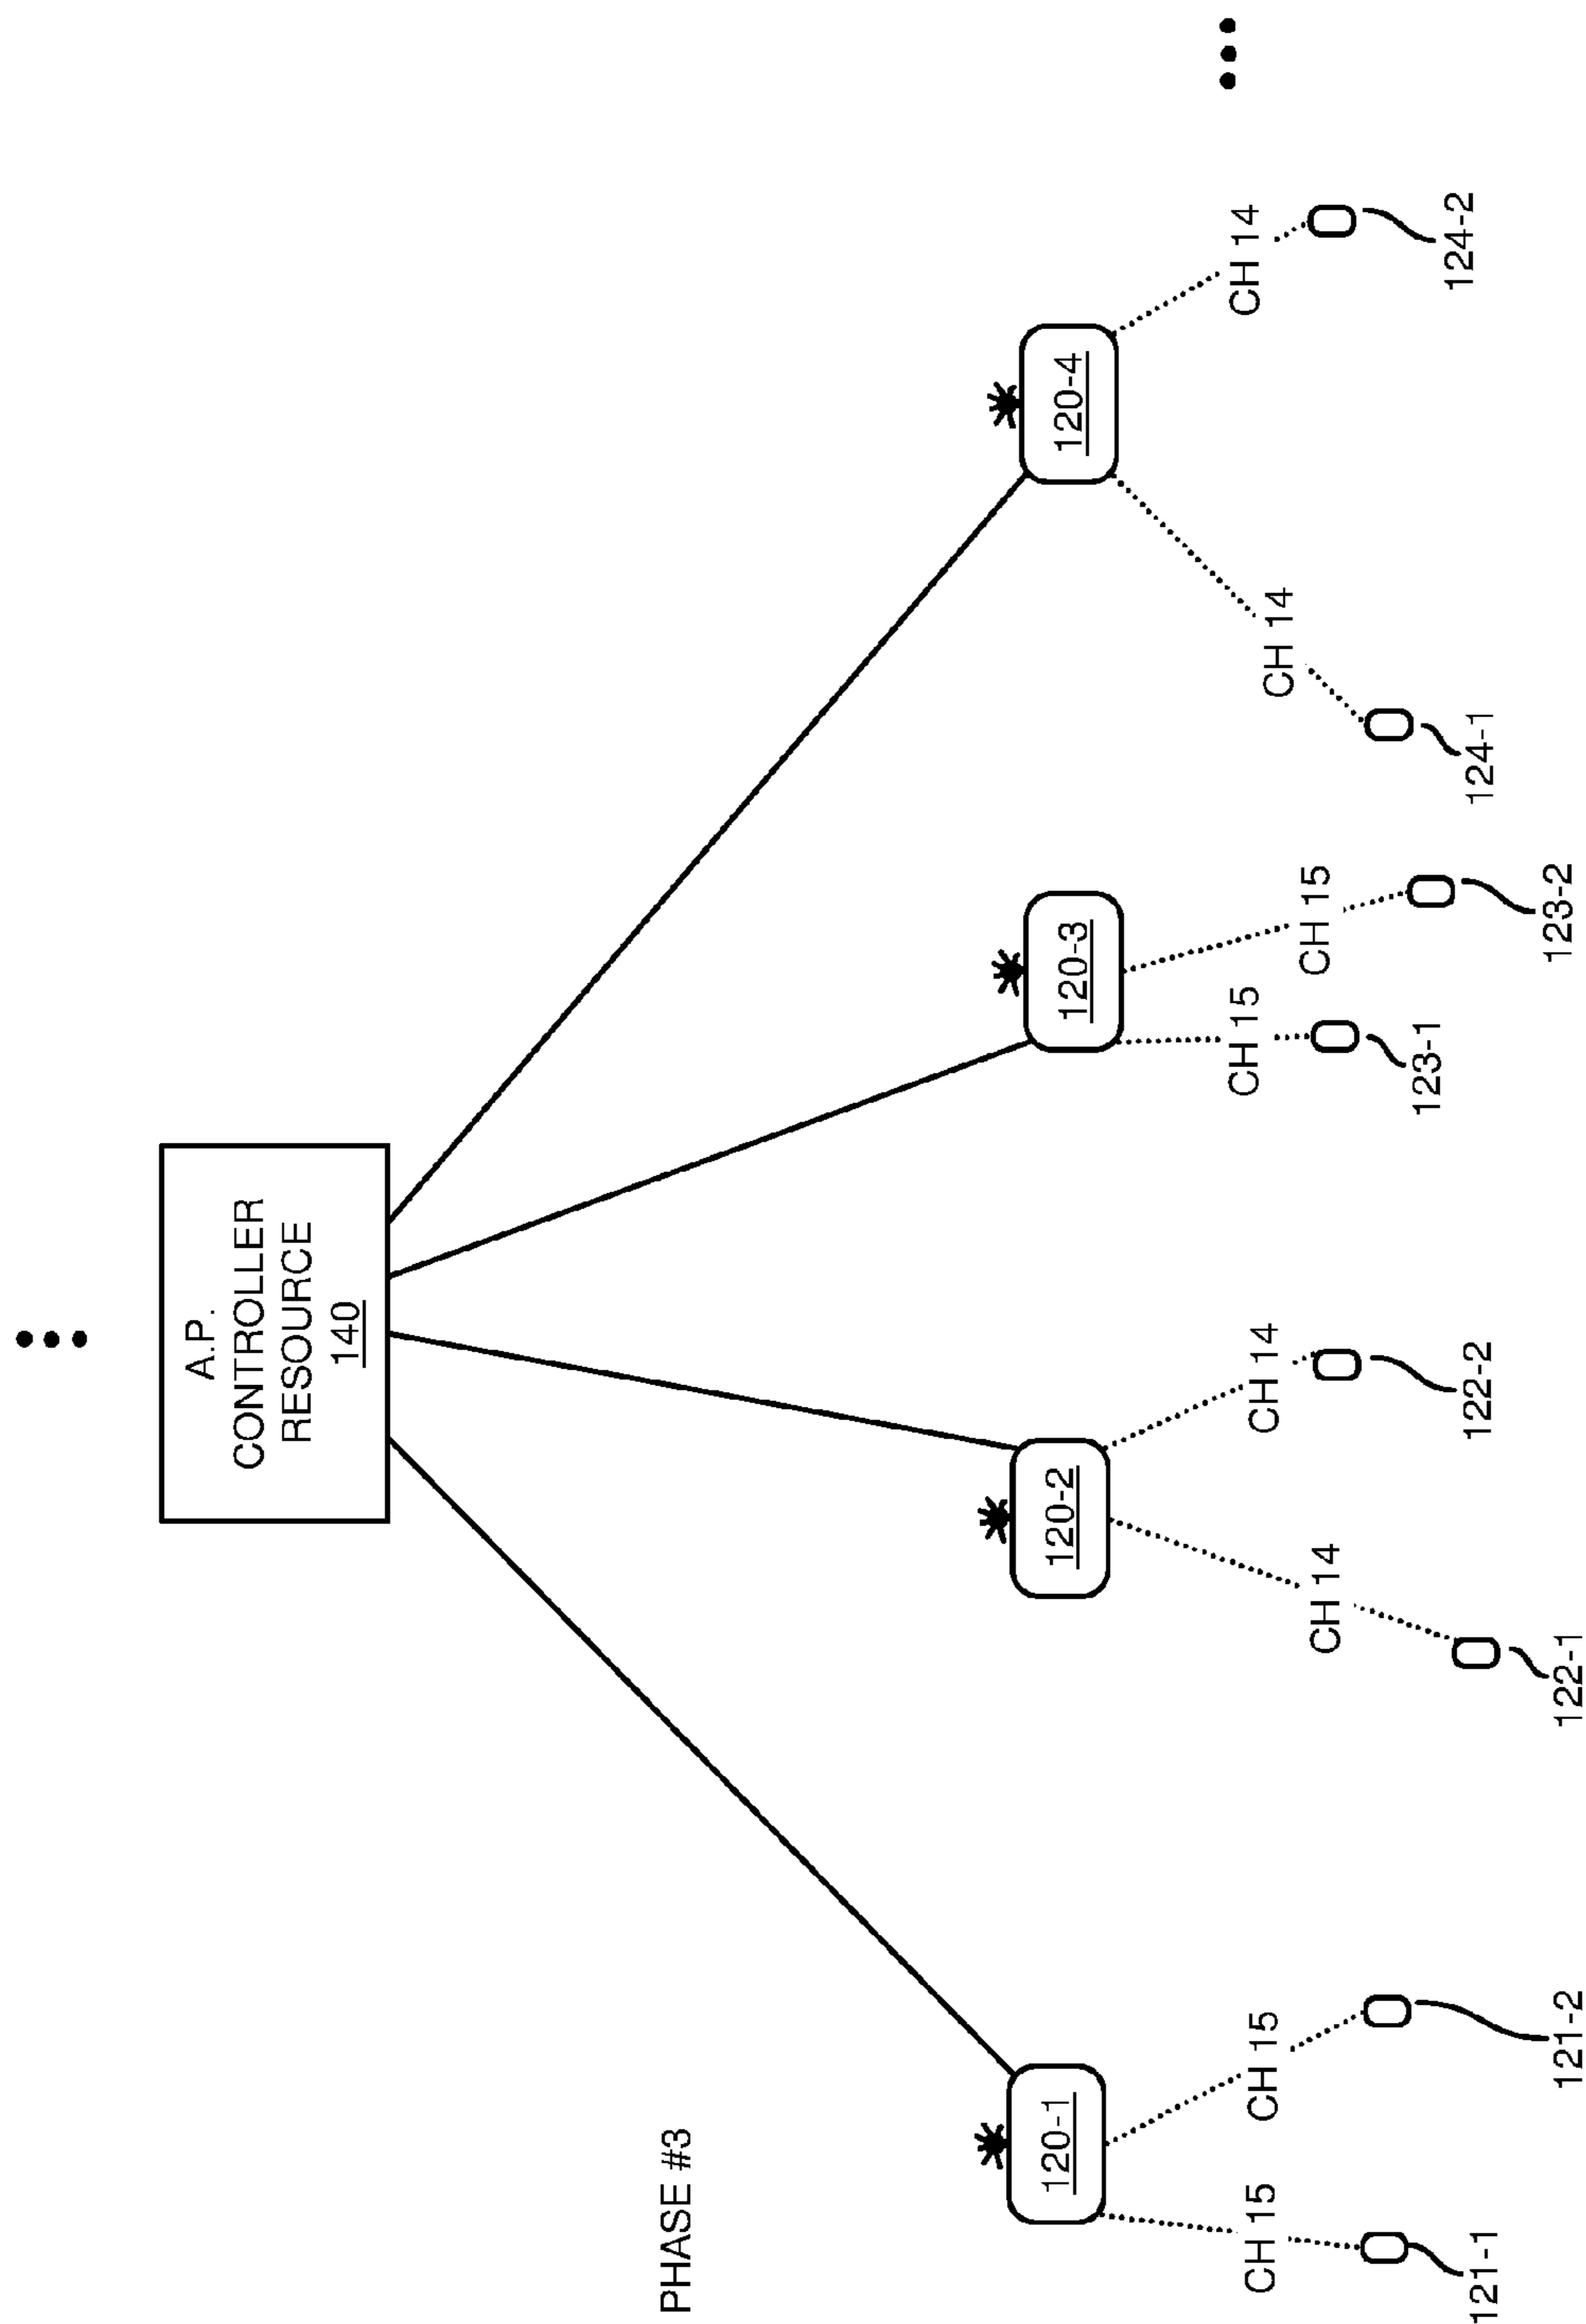 A.P.
CONTROLLER
RESOURCE
140
PHASE #3
120-1
120-2
120-3
120-4
CH 15
CH 15
CH 14
CH 14
CH 15
CH 15
CH 14
CH 14
121-1
121-2
122-1
122-2
123-1
123-2
124-1
124-2